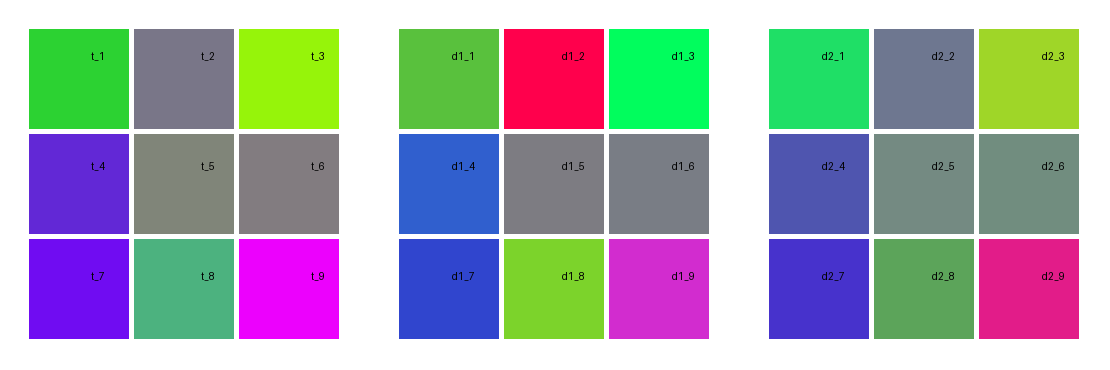 t_1 t_2 t_3 d1_1 d1_2 d1_3 d2_1 d2_2 d2_3
t_4 t_5 t_6 d1_4 d1_5 d1_6 d2_4 d2_5 d2_6
t_7 t_8 t_9 d1_7 d1_8 d1_9 d2_7 d2_8 d2_9